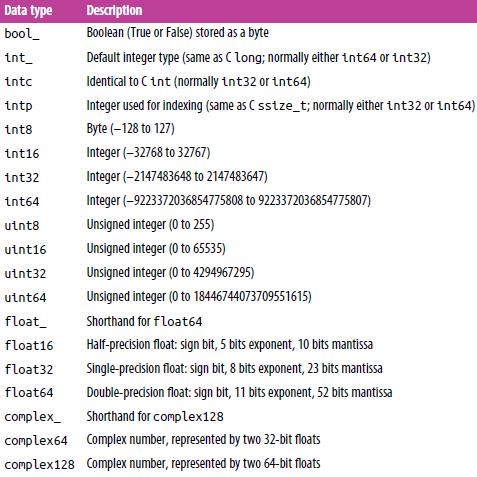 Data type Description
bool_ Boolean (True or False) stored as a byte
int_ Default integer type (same as C long; normally either int64 or int32)
intc Identical to C int (normally int32 or int64)
intp Integer used for indexing (same as C ssize_t; normally either int32 or int64)
int8 Byte (–128 to 127)
int16 Integer (–32768 to 32767)
int32 Integer (–2147483648 to 2147483647)
int64 Integer (–9223372036854775808 to 9223372036854775807)
uint8 Unsigned integer (0 to 255)
uint16 Unsigned integer (0 to 65535)
uint32 Unsigned integer (0 to 4294967295)
uint64 Unsigned integer (0 to 18446744073709551615)
float_ Shorthand for float64
float16 Half-precision float: sign bit, 5 bits exponent, 10 bits mantissa
float32 Single-precision float: sign bit, 8 bits exponent, 23 bits mantissa
float64 Double-precision float: sign bit, 11 bits exponent, 52 bits mantissa
complex_ Shorthand for complex128
complex64 Complex number, represented by two 32-bit floats
complex128 Complex number, represented by two 64-bit floats